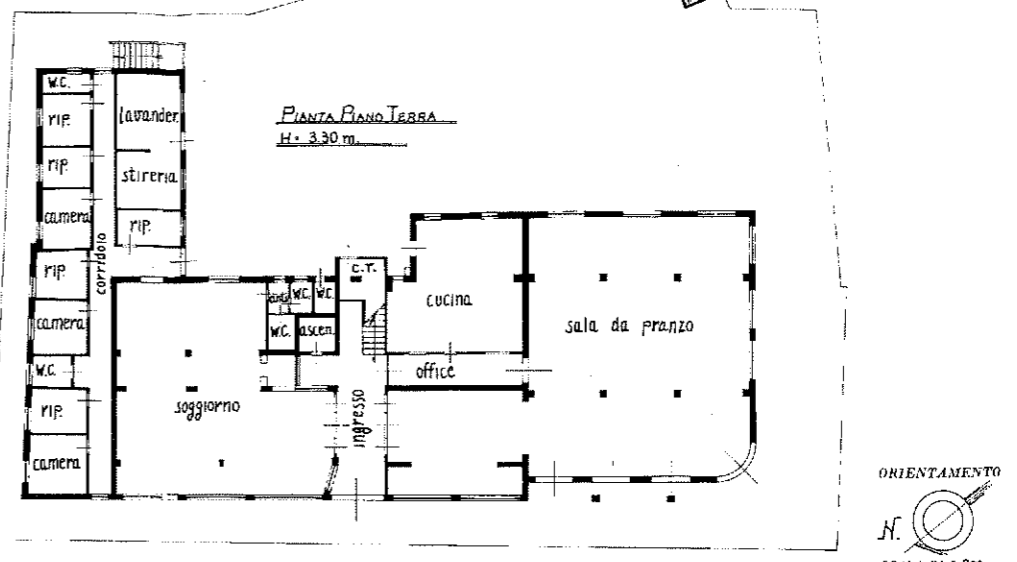 PIANTA PIANO TERRA
H= 3.30 m.
W.C.
rip.
lavander.
rip.
stireria
camera
rip.
corridoio
rip.
camera
W.C.
rip.
camera
soggiorno
W.C.
W.C.
W.C.
ascen.
C.T.
ingresso
cucina
office
sala da pranzo
ORIENTAMENTO
N.